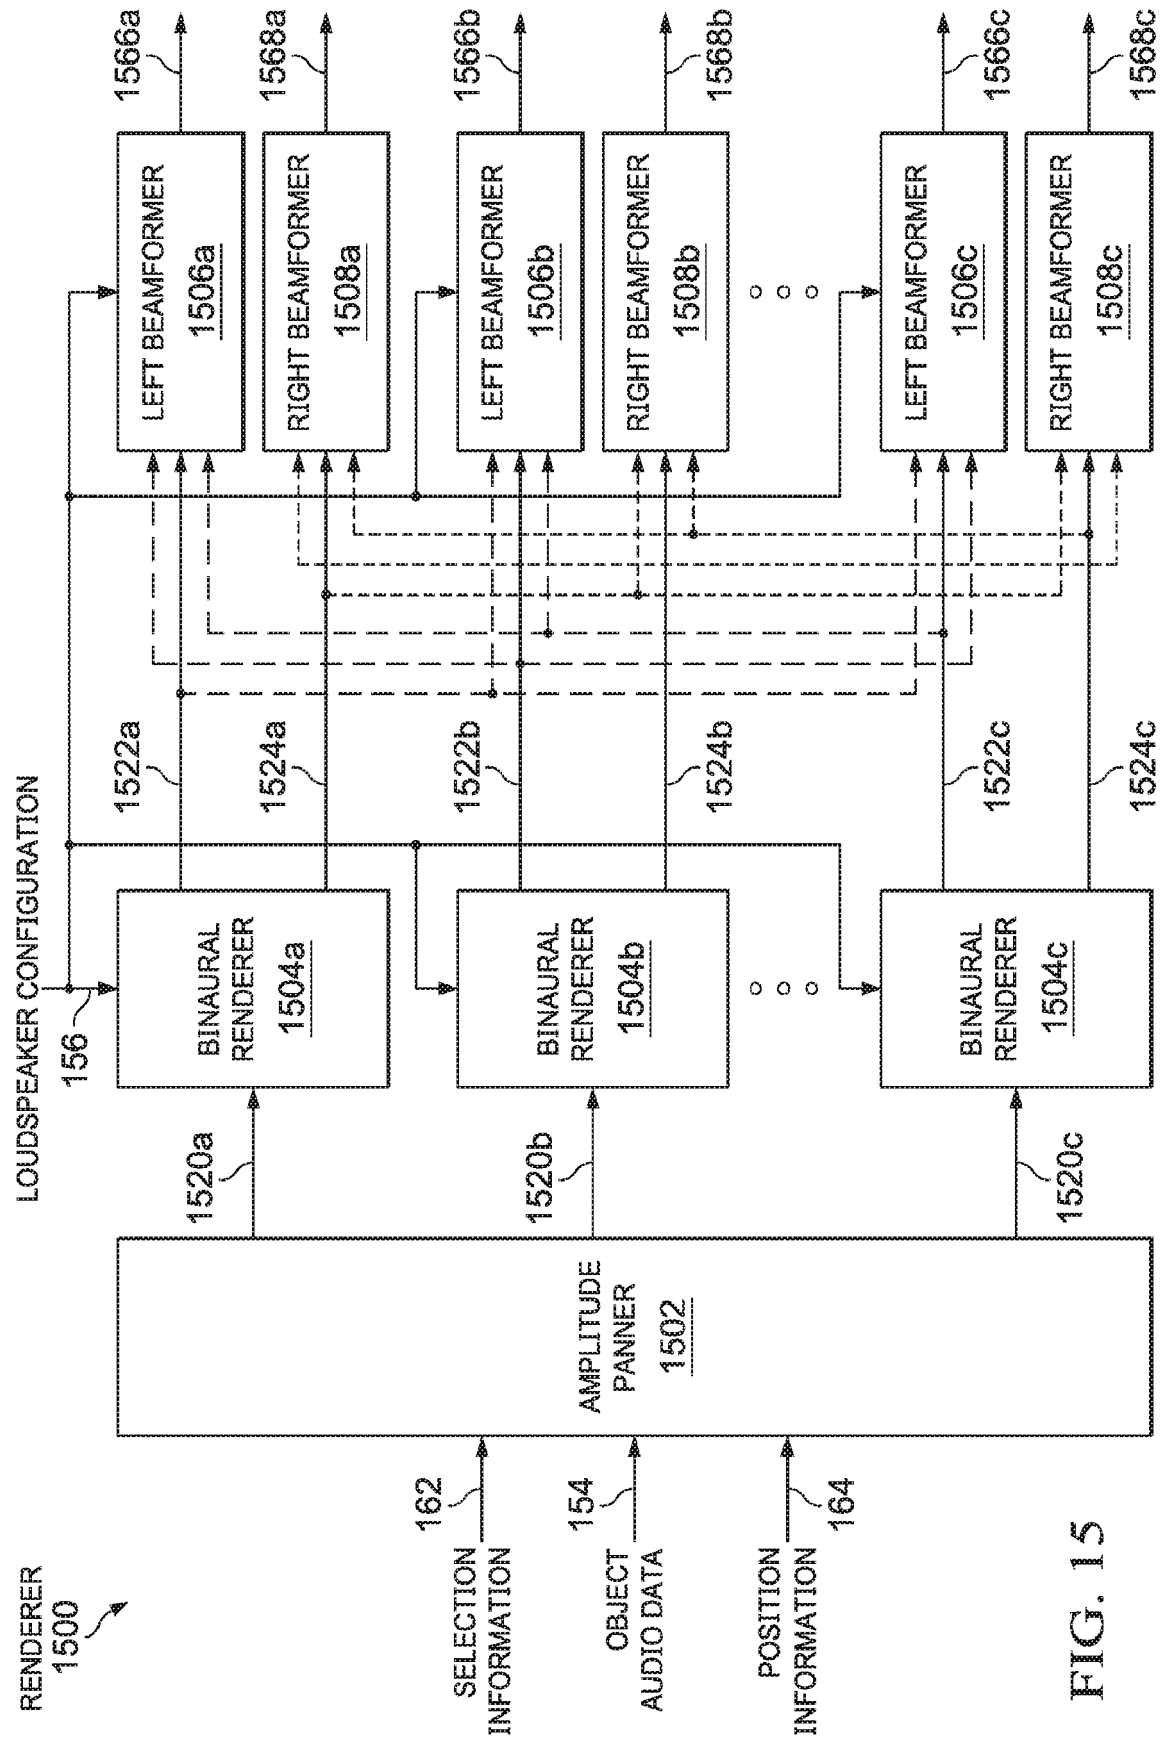 RENDERER
1500
LOUDSPEAKER CONFIGURATION
156
SELECTION
INFORMATION
162
OBJECT
AUDIO DATA
154
POSITION
INFORMATION
164
AMPLITUDE
PANNER
1502
1520a
1520b
1520c
BINAURAL
RENDERER
1504a
BINAURAL
RENDERER
1504b
BINAURAL
RENDERER
1504c
1522a
1524a
1522b
1524b
1522c
1524c
LEFT BEAMFORMER
1506a
RIGHT BEAMFORMER
1508a
LEFT BEAMFORMER
1506b
RIGHT BEAMFORMER
1508b
LEFT BEAMFORMER
1506c
RIGHT BEAMFORMER
1508c
1566a
1568a
1566b
1568b
1566c
1568c
FIG. 15